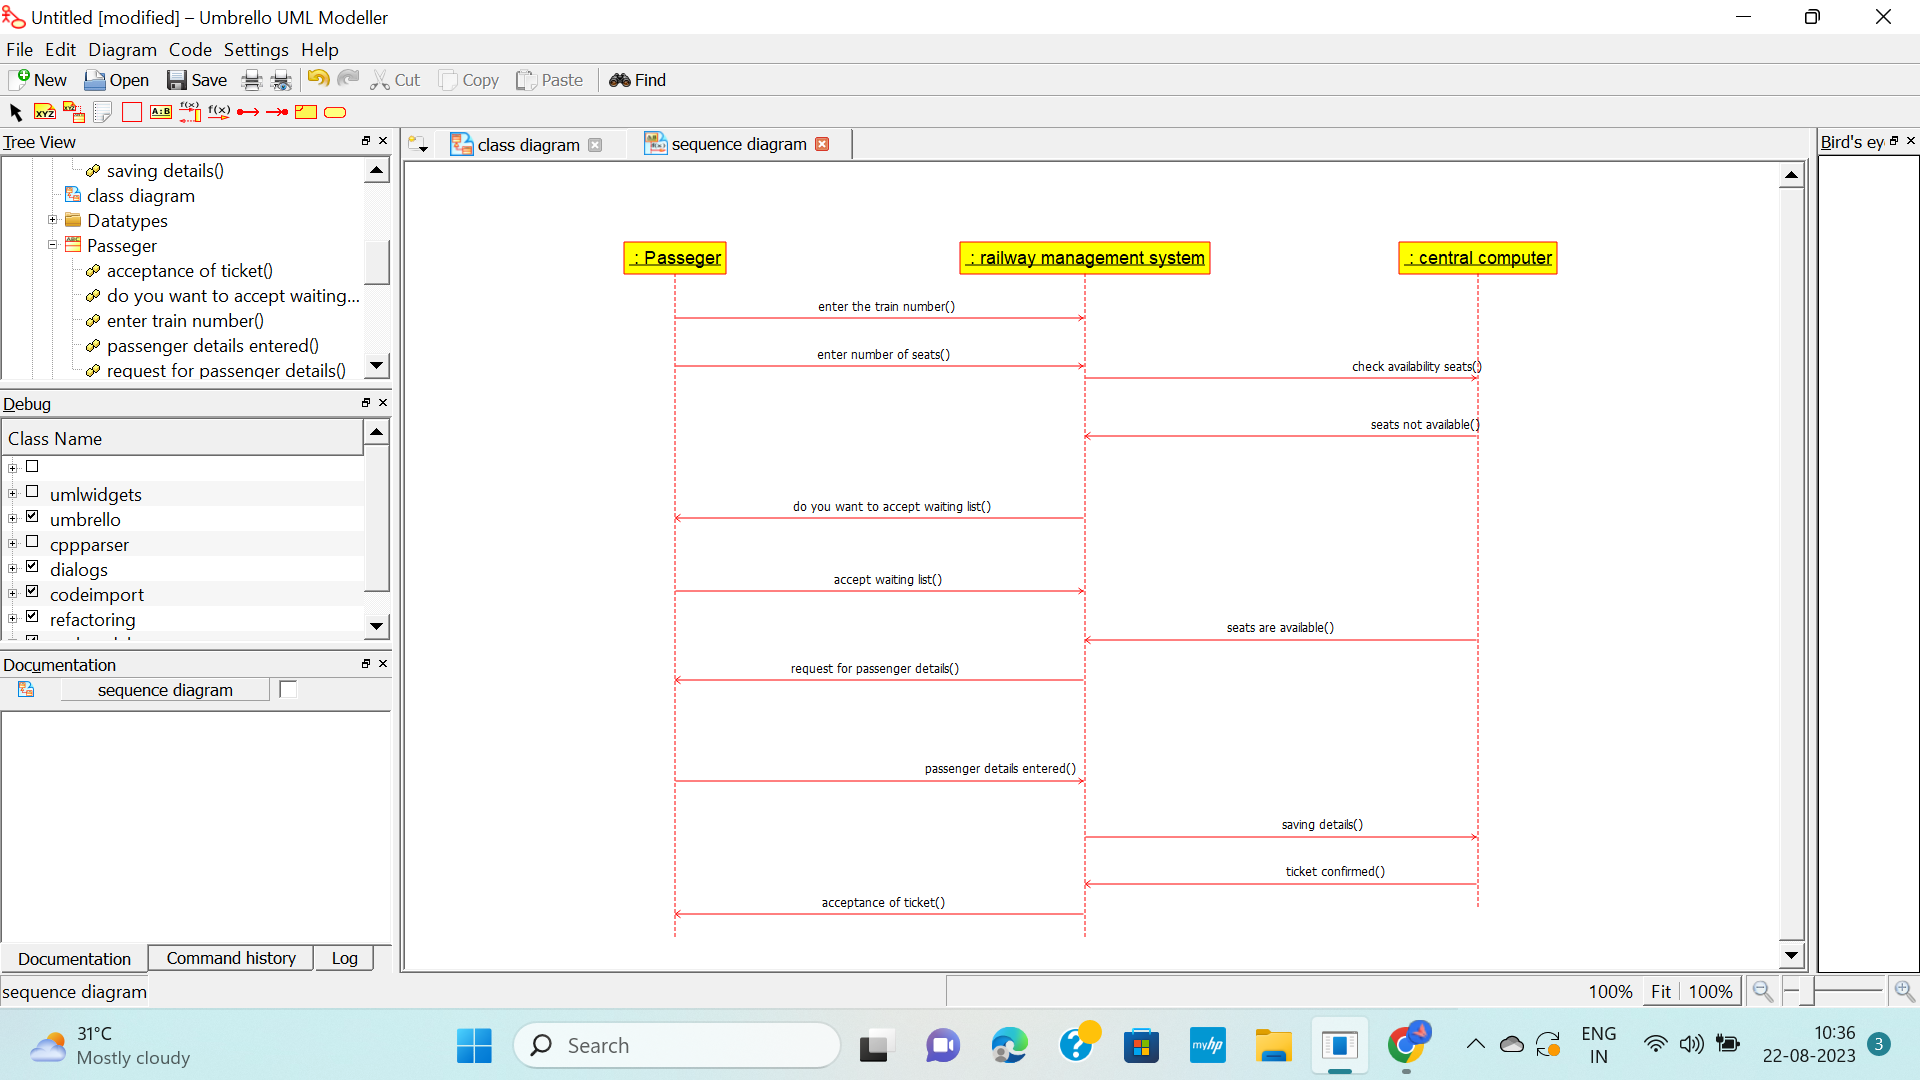 Untitled [modified] – Umbrello UML Modeller
File Edit Diagram Code Settings Help
New Open Save Cut Copy Paste Find
XYZ XYZ A:B f(x) f(x)
Tree View
saving details()
class diagram
Datatypes
Passeger
acceptance of ticket()
do you want to accept waiting...
enter train number()
passenger details entered()
request for passenger details()
Debug
Class Name
umlwidgets
umbrello
cppparser
dialogs
codeimport
refactoring
Documentation
sequence diagram
Documentation Command history Log
class diagram sequence diagram
: Passeger : railway management system : central computer
enter the train number()
enter number of seats()
check availability seats()
seats not available()
do you want to accept waiting list()
accept waiting list()
seats are available()
request for passenger details()
passenger details entered()
saving details()
ticket confirmed()
acceptance of ticket()
Bird's ey
sequence diagram 100% Fit 100%
31°C
Mostly cloudy
Search
myhp
ENG
IN
10:36
22-08-2023
3